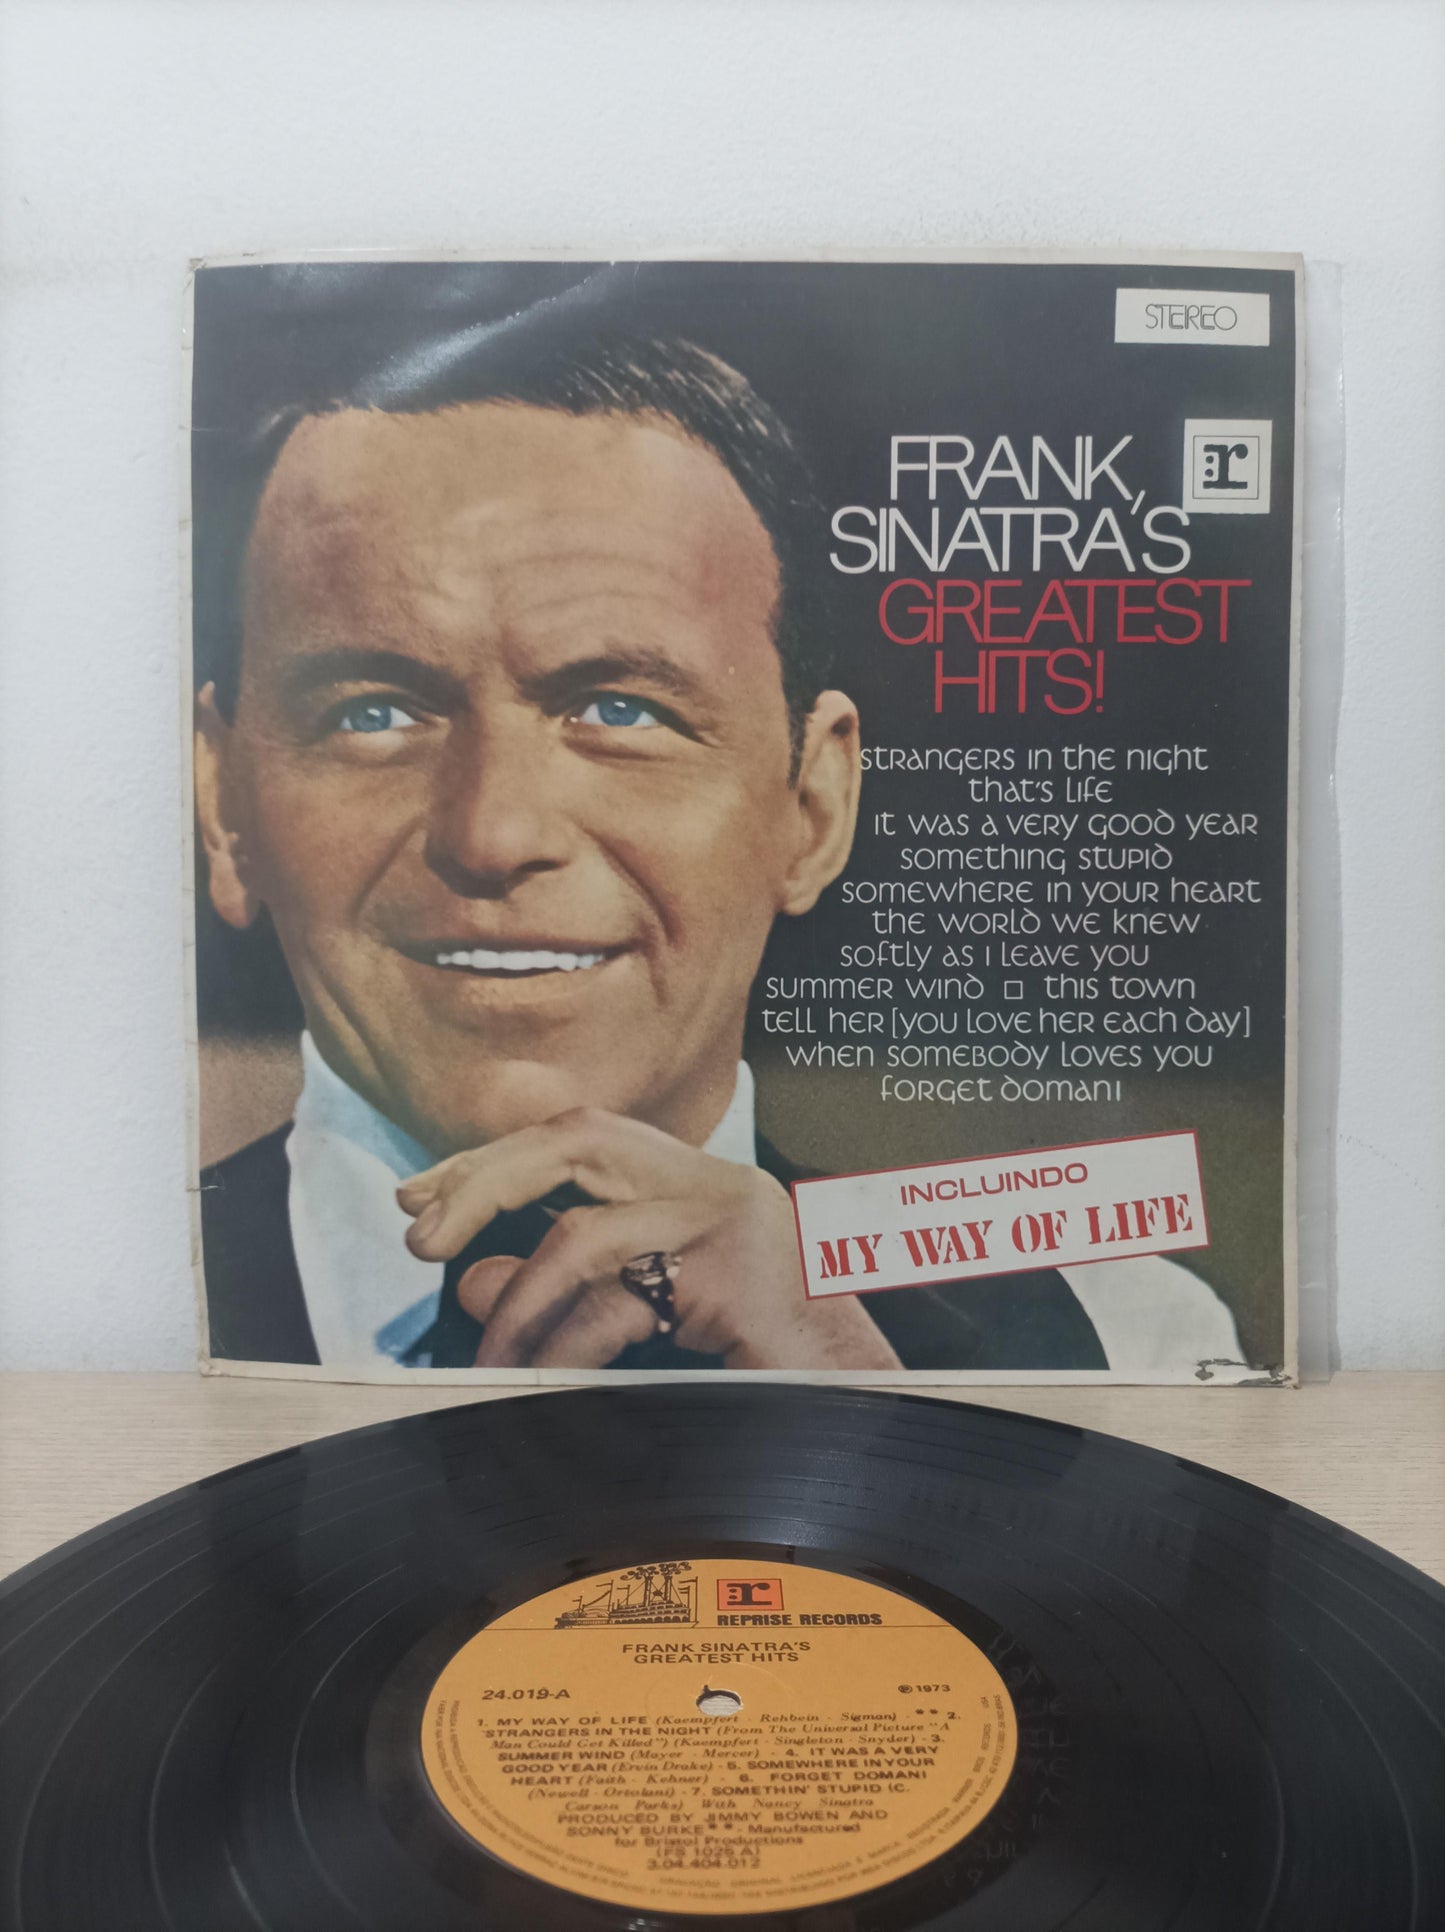 STEREO
r
FRANK
SINATRA'S
GREATEST
HITS!
STRANGERS IN THE NIGHT
THAT'S LIFE
IT WAS A VERY GOOD YEAR
SOMETHING STUPID
SOMEWHERE IN YOUR HEART
THE WORLD WE KNEW
SOFTLY AS I LEAVE YOU
SUMMER WIND □ THIS TOWN
TELL HER [YOU LOVE HER EACH DAY]
WHEN SOMEBODY LOVES YOU
FORGET DOMANI
INCLUINDO
MY WAY OF LIFE
r
REPRISE RECORDS
FRANK SINATRA'S
GREATEST HITS
24.019-A
℗ 1973
1. MY WAY OF LIFE (Kaempfert - Rehbein - Sigman) - ** 2.
STRANGERS IN THE NIGHT (From The Universal Picture "A
Man Could Get Killed") (Kaempfert - Singleton - Snyder) - 3.
SUMMER WIND (Mayer - Mercer) - 4. IT WAS A VERY
GOOD YEAR (Ervin Drake) - 5. SOMEWHERE IN YOUR
HEART (Faith - Kehner) - 6. FORGET DOMANI
(Newell - Ortolani) - 7. SOMETHIN' STUPID (C.
Carson Parks) With Nancy Sinatra
PRODUCED BY JIMMY BOWEN AND
SONNY BURKE ** - Manufactured
for Bristol Productions
(FS 1025 A)
3.04.404.012